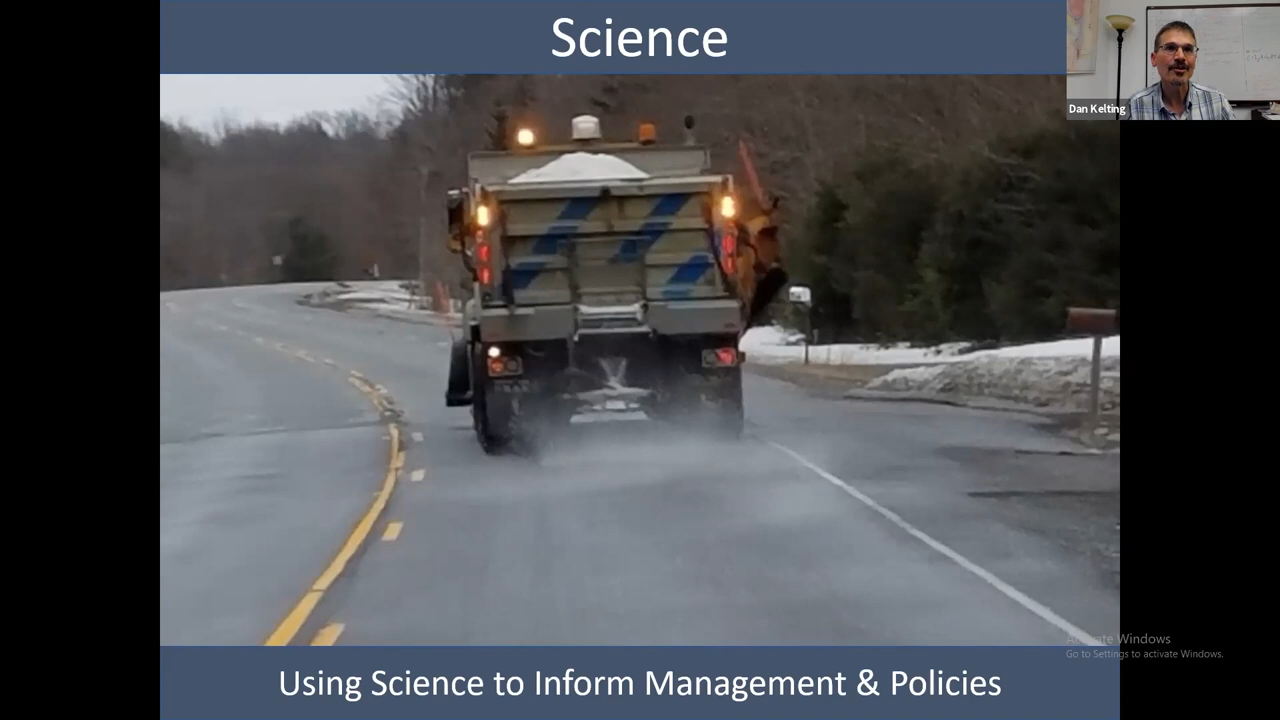 Science
Dan Kelting
Activate Windows
Go to Settings to activate Windows.
Using Science to Inform Management & Policies